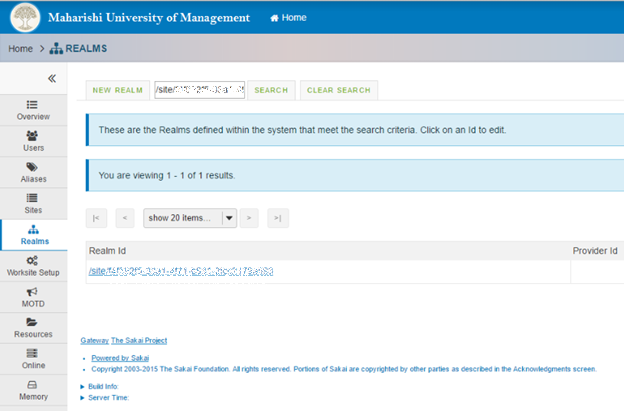 Maharishi University of Management Home
Home > REALMS
«
NEW REALM /site/ SEARCH CLEAR SEARCH
Overview
These are the Realms defined within the system that meet the search criteria. Click on an Id to edit.
Users
Aliases
You are viewing 1 - 1 of 1 results.
Sites
|< < show 20 items... > >|
Realms
Realm Id Provider Id
Worksite Setup
/site/
MOTD
Resources
Gateway The Sakai Project
Online
Powered by Sakai
Copyright 2003-2015 The Sakai Foundation. All rights reserved. Portions of Sakai are copyrighted by other parties as described in the Acknowledgments screen.
Build Info:
Memory
Server Time: